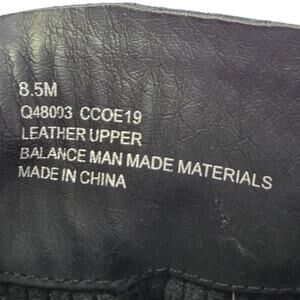 8.5M
Q48003 CCOE19
LEATHER UPPER
BALANCE MAN MADE MATERIALS
MADE IN CHINA